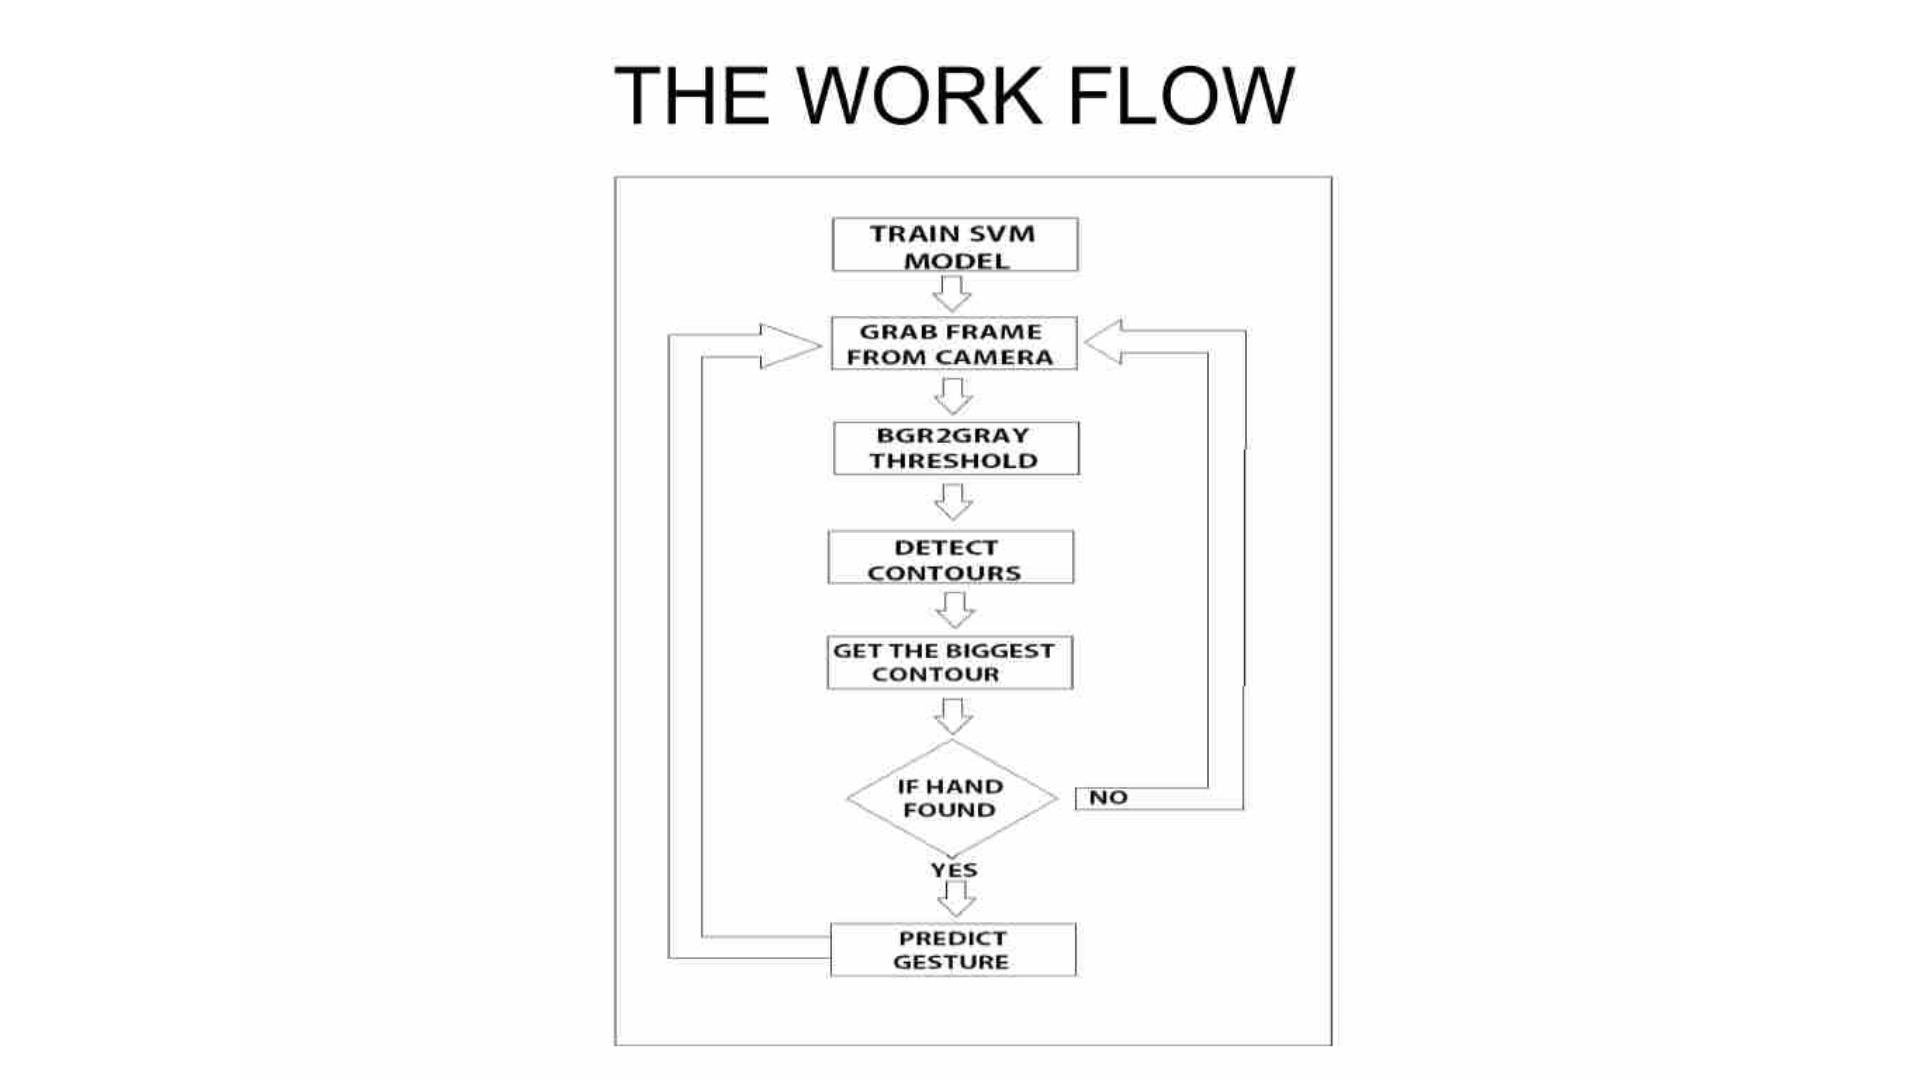 THE WORK FLOW
TRAIN SVM
MODEL
GRAB FRAME
FROM CAMERA
BGR2GRAY
THRESHOLD
DETECT
CONTOURS
GET THE BIGGEST
CONTOUR
IF HAND
FOUND
NO
YES
PREDICT
GESTURE